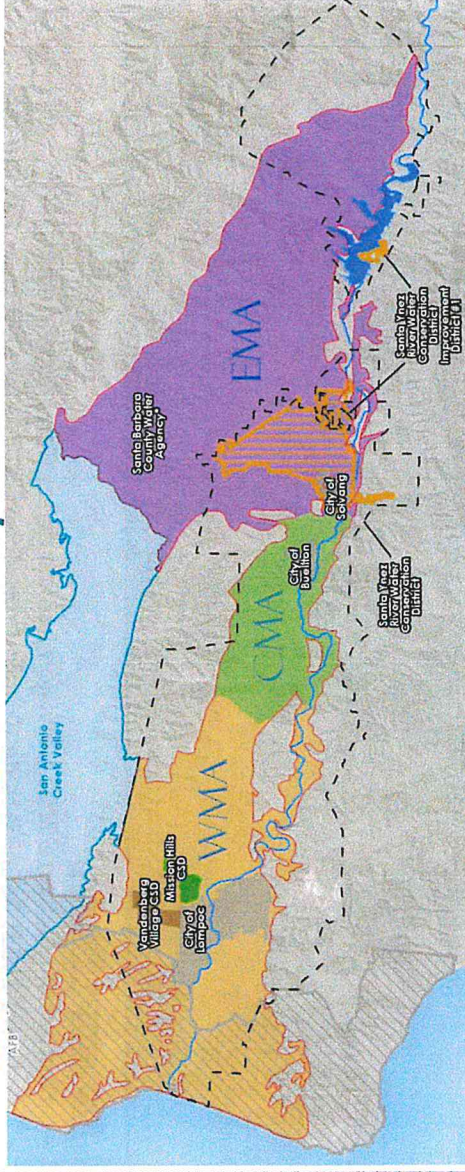 AFB
San Antonio
Creek Valley
Vandenberg
Village CSD
Mission Hills
CSD
City of
Lompoc
WMA
CMA
City of
Buellton
Santa Barbara
County Water
Agency*
EMA
City of
Solvang
Santa Ynez
River Water
Conservation
District
Santa Ynez
River Water
Conservation
District
Improvement
District #1